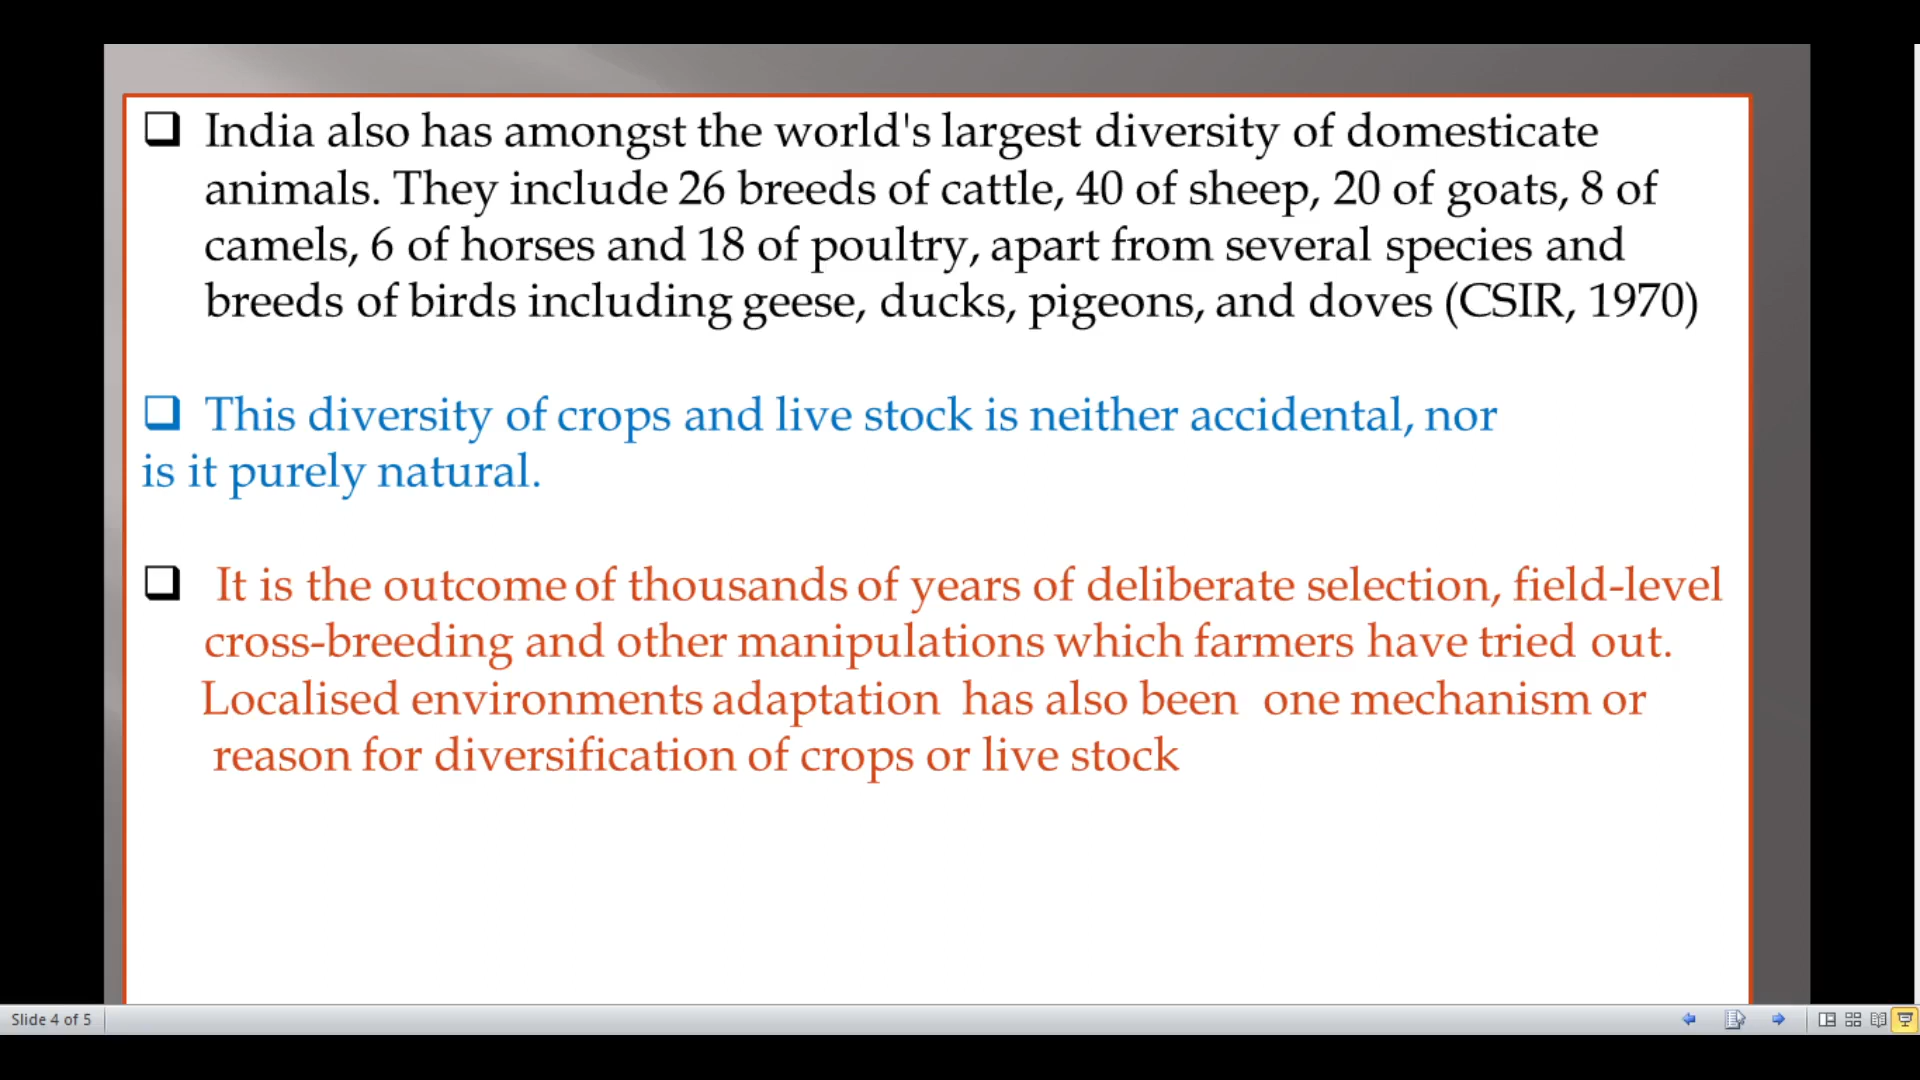 India also has amongst the world's largest diversity of domesticate
animals. They include 26 breeds of cattle, 40 of sheep, 20 of goats, 8 of
camels, 6 of horses and 18 of poultry, apart from several species and
breeds of birds including geese, ducks, pigeons, and doves (CSIR, 1970)
This diversity of crops and live stock is neither accidental, nor
is it purely natural.
It is the outcome of thousands of years of deliberate selection, field-level
cross-breeding and other manipulations which farmers have tried out.
Localised environments adaptation has also been one mechanism or
reason for diversification of crops or live stock
Slide 4 of 5